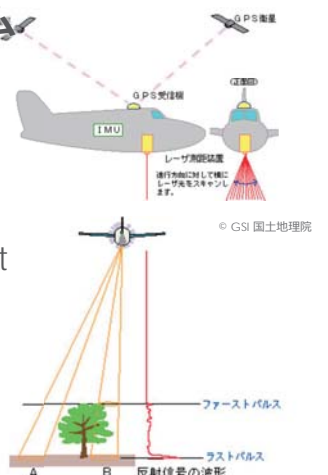 GPS衛星
GPS受信機
正面図
IMU
レーザ測距装置
進行方向に対して横に
レーザ光をスキャンし
ます。
© GSI 国土地理院
t
ファーストパルス
ラストパルス
A
B
反射信号の波形